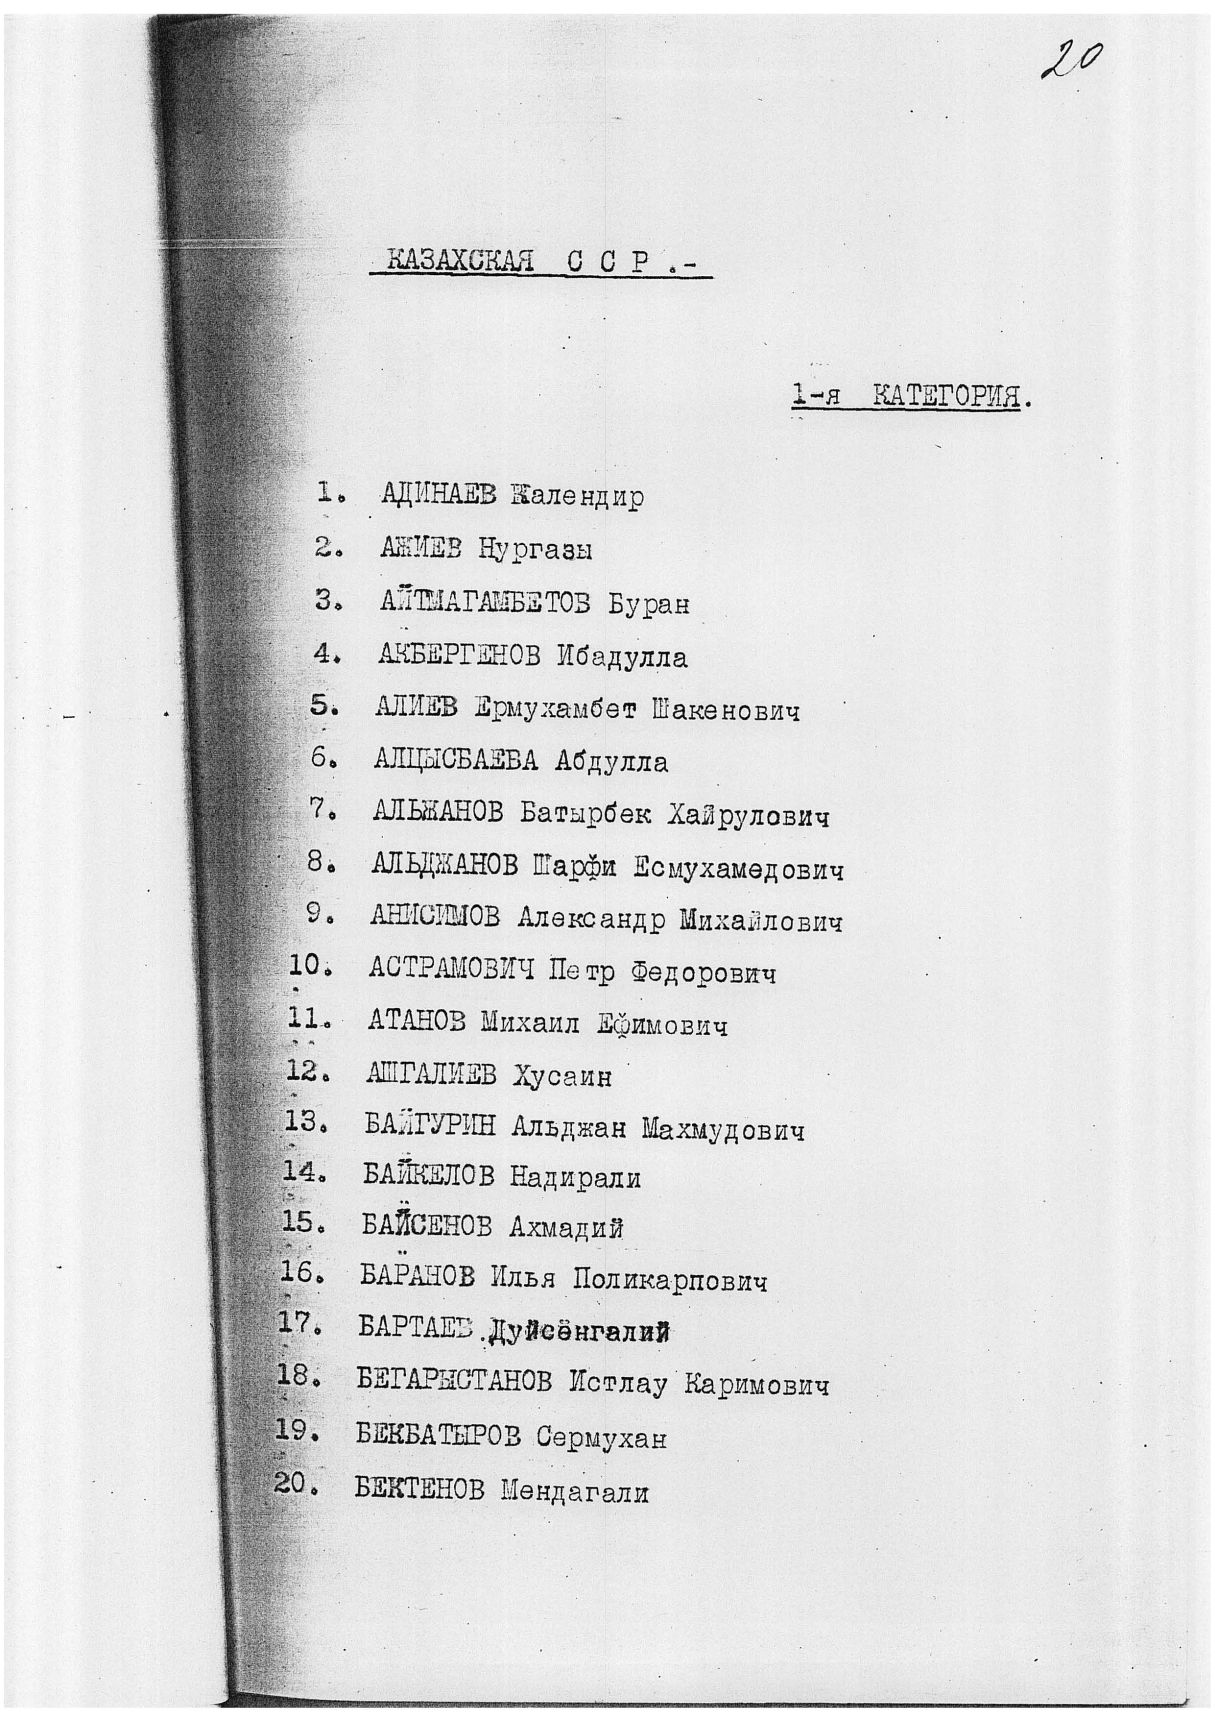 20
КАЗАХСКАЯ С С Р .-
1-я КАТЕГОРИЯ.
1. АДИНАЕВ Календир
2. АЖИЕВ Нургазы
3. АЙТМАГАМБЕТОВ Буран
4. АКБЕРГЕНОВ Ибадулла
5. АЛИЕВ Ермухамбет Шакенович
6. АЛЦЫСБАЕВА Абдулла
7. АЛЬЖАНОВ Батырбек Хайрулович
8. АЛЬДЖАНОВ Шарфи Есмухамедович
9. АНИСИМОВ Александр Михайлович
10. АСТРАМОВИЧ Петр Федорович
11. АТАНОВ Михаил Ефимович
12. АШГАЛИЕВ Хусаин
13. БАЙГУРИН Альджан Махмудович
14. БАЙКЕЛОВ Надирали
15. БАЙСЕНОВ Ахмадий
16. БАРАНОВ Илья Поликарпович
17. БАРТАЕВ Дуйсёнгалий
18. БЕГАРЫСТАНОВ Истлау Каримович
19. БЕКБАТЫРОВ Сермухан
20. БЕКТЕНОВ Мендагали